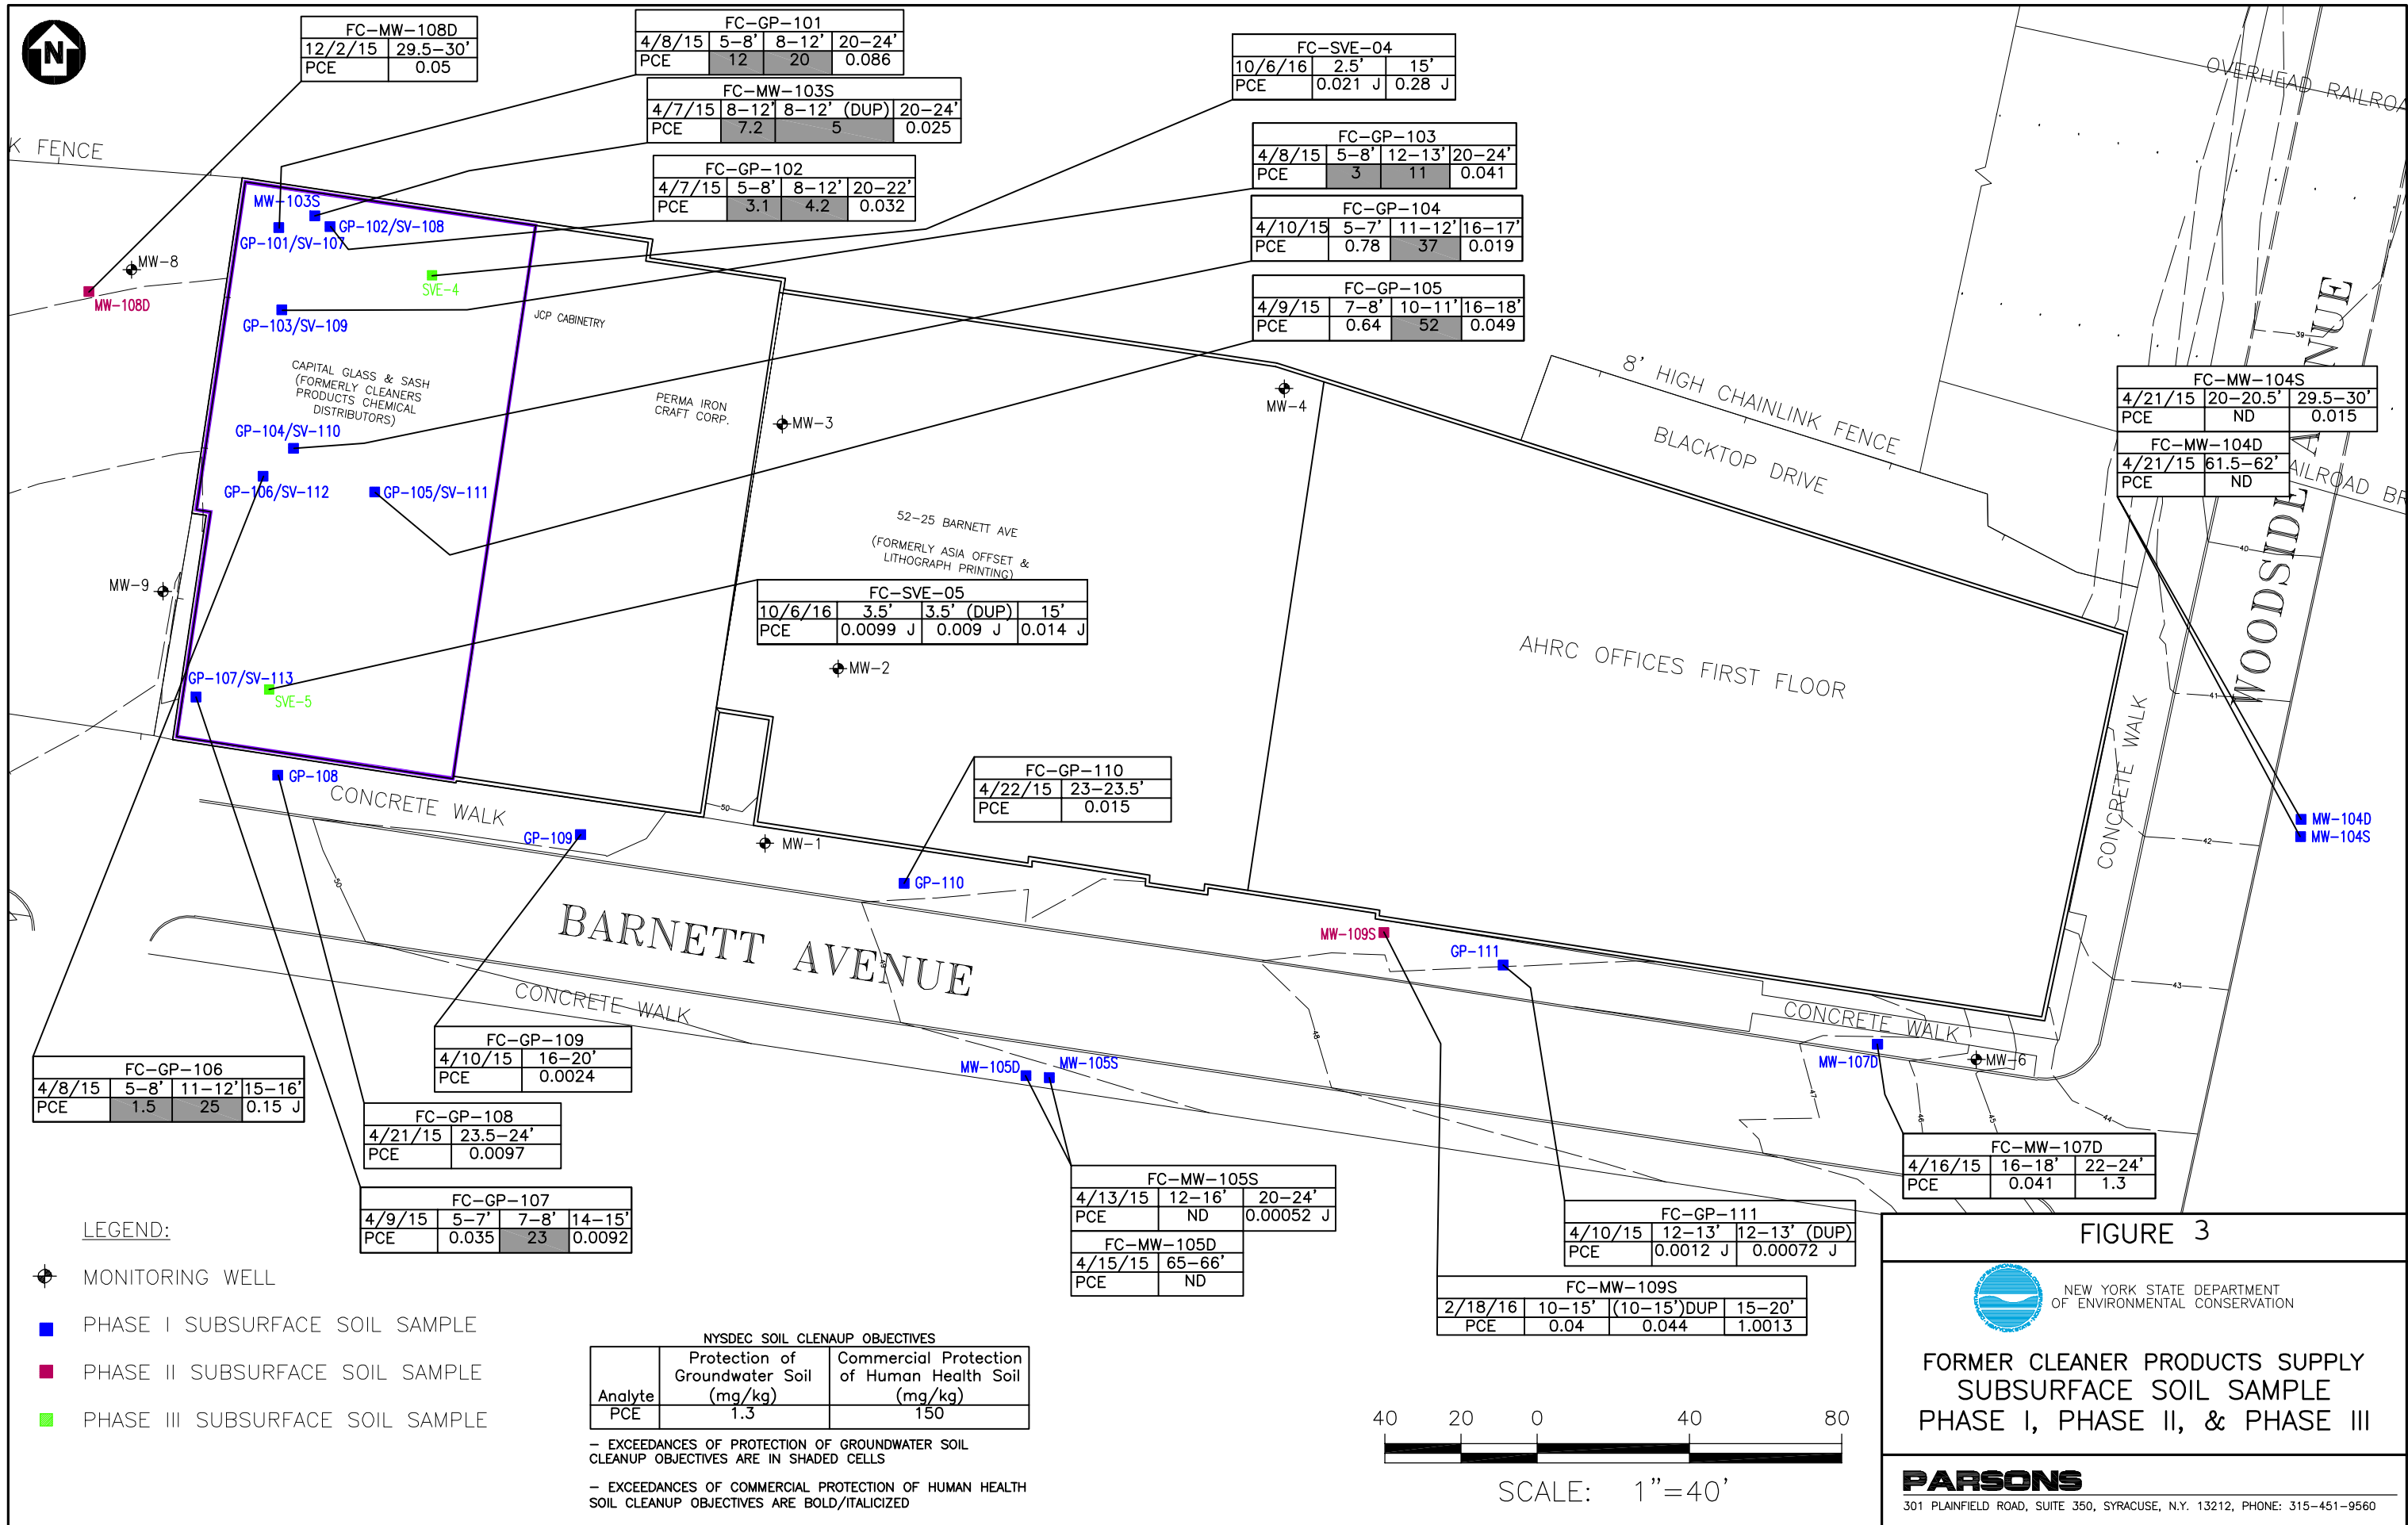 N
FC-MW-108D
12/2/15 29.5-30'
PCE 0.05
FC-GP-101
4/8/15 5-8' 8-12' 20-24'
PCE 12 20 0.086
FC-MW-103S
4/7/15 8-12' 8-12' (DUP) 20-24'
PCE 7.2 5 0.025
FC-GP-102
4/7/15 5-8' 8-12' 20-22'
PCE 3.1 4.2 0.032
FC-SVE-04
10/6/16 2.5' 15'
PCE 0.021 J 0.28 J
FC-GP-103
4/8/15 5-8' 12-13' 20-24'
PCE 3 11 0.041
FC-GP-104
4/10/15 5-7' 11-12' 16-17'
PCE 0.78 37 0.019
FC-GP-105
4/9/15 7-8' 10-11' 16-18'
PCE 0.64 52 0.049
OVERHEAD RAILROA
K FENCE
MW-103S
GP-102/SV-108
GP-101/SV-107
MW-8
MW-108D
SVE-4
GP-103/SV-109
JCP CABINETRY
CAPITAL GLASS & SASH
(FORMERLY CLEANERS
PRODUCTS CHEMICAL
DISTRIBUTORS)
PERMA IRON
CRAFT CORP.
MW-3
MW-4
8' HIGH CHAINLINK FENCE
BLACKTOP DRIVE
39
WOODSIDE AVENUE
FC-MW-104S
4/21/15 20-20.5' 29.5-30'
PCE ND 0.015
FC-MW-104D
4/21/15 61.5-62'
PCE ND
AILROAD BR
40
GP-104/SV-110
GP-106/SV-112
GP-105/SV-111
52-25 BARNETT AVE
(FORMERLY ASIA OFFSET &
LITHOGRAPH PRINTING)
MW-9
FC-SVE-05
10/6/16 3.5' 3.5' (DUP) 15'
PCE 0.0099 J 0.009 J 0.014 J
MW-2
AHRC OFFICES FIRST FLOOR
GP-107/SV-113
SVE-5
41
CONCRETE WALK
GP-108
CONCRETE WALK
50
GP-109
MW-1
FC-GP-110
4/22/15 23-23.5'
PCE 0.015
GP-110
MW-104D
MW-104S
42
50
BARNETT AVENUE
CONCRETE WALK
MW-109S
GP-111
43
CONCRETE WALK
48
MW-105D
MW-105S
MW-107D
MW-6
47
46
45
44
FC-GP-109
4/10/15 16-20'
PCE 0.0024
FC-GP-106
4/8/15 5-8' 11-12' 15-16'
PCE 1.5 25 0.15 J
FC-GP-108
4/21/15 23.5-24'
PCE 0.0097
FC-GP-107
4/9/15 5-7' 7-8' 14-15'
PCE 0.035 23 0.0092
FC-MW-105S
4/13/15 12-16' 20-24'
PCE ND 0.00052 J
FC-MW-105D
4/15/15 65-66'
PCE ND
FC-MW-107D
4/16/15 16-18' 22-24'
PCE 0.041 1.3
FC-GP-111
4/10/15 12-13' 12-13' (DUP)
PCE 0.0012 J 0.00072 J
FC-MW-109S
2/18/16 10-15' (10-15')DUP 15-20'
PCE 0.04 0.044 1.0013
LEGEND:
MONITORING WELL
PHASE I SUBSURFACE SOIL SAMPLE
PHASE II SUBSURFACE SOIL SAMPLE
PHASE III SUBSURFACE SOIL SAMPLE
NYSDEC SOIL CLENAUP OBJECTIVES
Analyte Protection of Groundwater Soil (mg/kg) Commercial Protection of Human Health Soil (mg/kg)
PCE 1.3 150
- EXCEEDANCES OF PROTECTION OF GROUNDWATER SOIL
CLEANUP OBJECTIVES ARE IN SHADED CELLS
- EXCEEDANCES OF COMMERCIAL PROTECTION OF HUMAN HEALTH
SOIL CLEANUP OBJECTIVES ARE BOLD/ITALICIZED
40 20 0 40 80
SCALE: 1"=40'
FIGURE 3
NEW YORK STATE DEPARTMENT
OF ENVIRONMENTAL CONSERVATION
FORMER CLEANER PRODUCTS SUPPLY
SUBSURFACE SOIL SAMPLE
PHASE I, PHASE II, & PHASE III
PARSONS
301 PLAINFIELD ROAD, SUITE 350, SYRACUSE, N.Y. 13212, PHONE: 315-451-9560